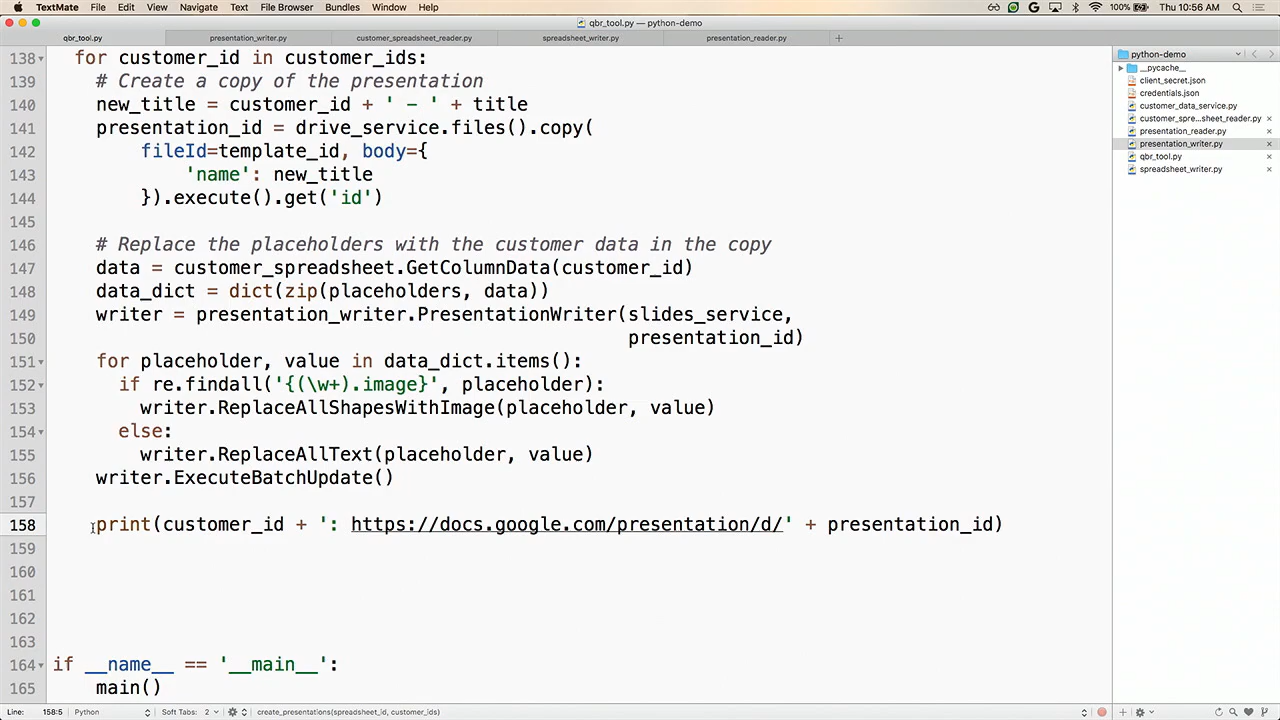 TextMate File Edit View Navigate Text File Browser Bundles Window Help 100% Thu 10:56 AM
qbr_tool.py — python-demo
qbr_tool.py presentation_writer.py customer_spreadsheet_reader.py spreadsheet_writer.py presentation_reader.py
138 for customer_id in customer_ids:
139 # Create a copy of the presentation
140 new_title = customer_id + ' - ' + title
141 presentation_id = drive_service.files().copy(
142 fileId=template_id, body={
143 'name': new_title
144 }).execute().get('id')
145
146 # Replace the placeholders with the customer data in the copy
147 data = customer_spreadsheet.GetColumnData(customer_id)
148 data_dict = dict(zip(placeholders, data))
149 writer = presentation_writer.PresentationWriter(slides_service,
150 presentation_id)
151 for placeholder, value in data_dict.items():
152 if re.findall('{(\w+).image}', placeholder):
153 writer.ReplaceAllShapesWithImage(placeholder, value)
154 else:
155 writer.ReplaceAllText(placeholder, value)
156 writer.ExecuteBatchUpdate()
157
158 print(customer_id + ': https://docs.google.com/presentation/d/' + presentation_id)
159
160
161
162
163
164 if __name__ == '__main__':
165 main()
python-demo
__pycache__
client_secret.json
credentials.json
customer_data_service.py
customer_spre...sheet_reader.py
presentation_reader.py
presentation_writer.py
qbr_tool.py
spreadsheet_writer.py
Line: 158:5 Python Soft Tabs: 2 create_presentations(spreadsheet_id, customer_ids)